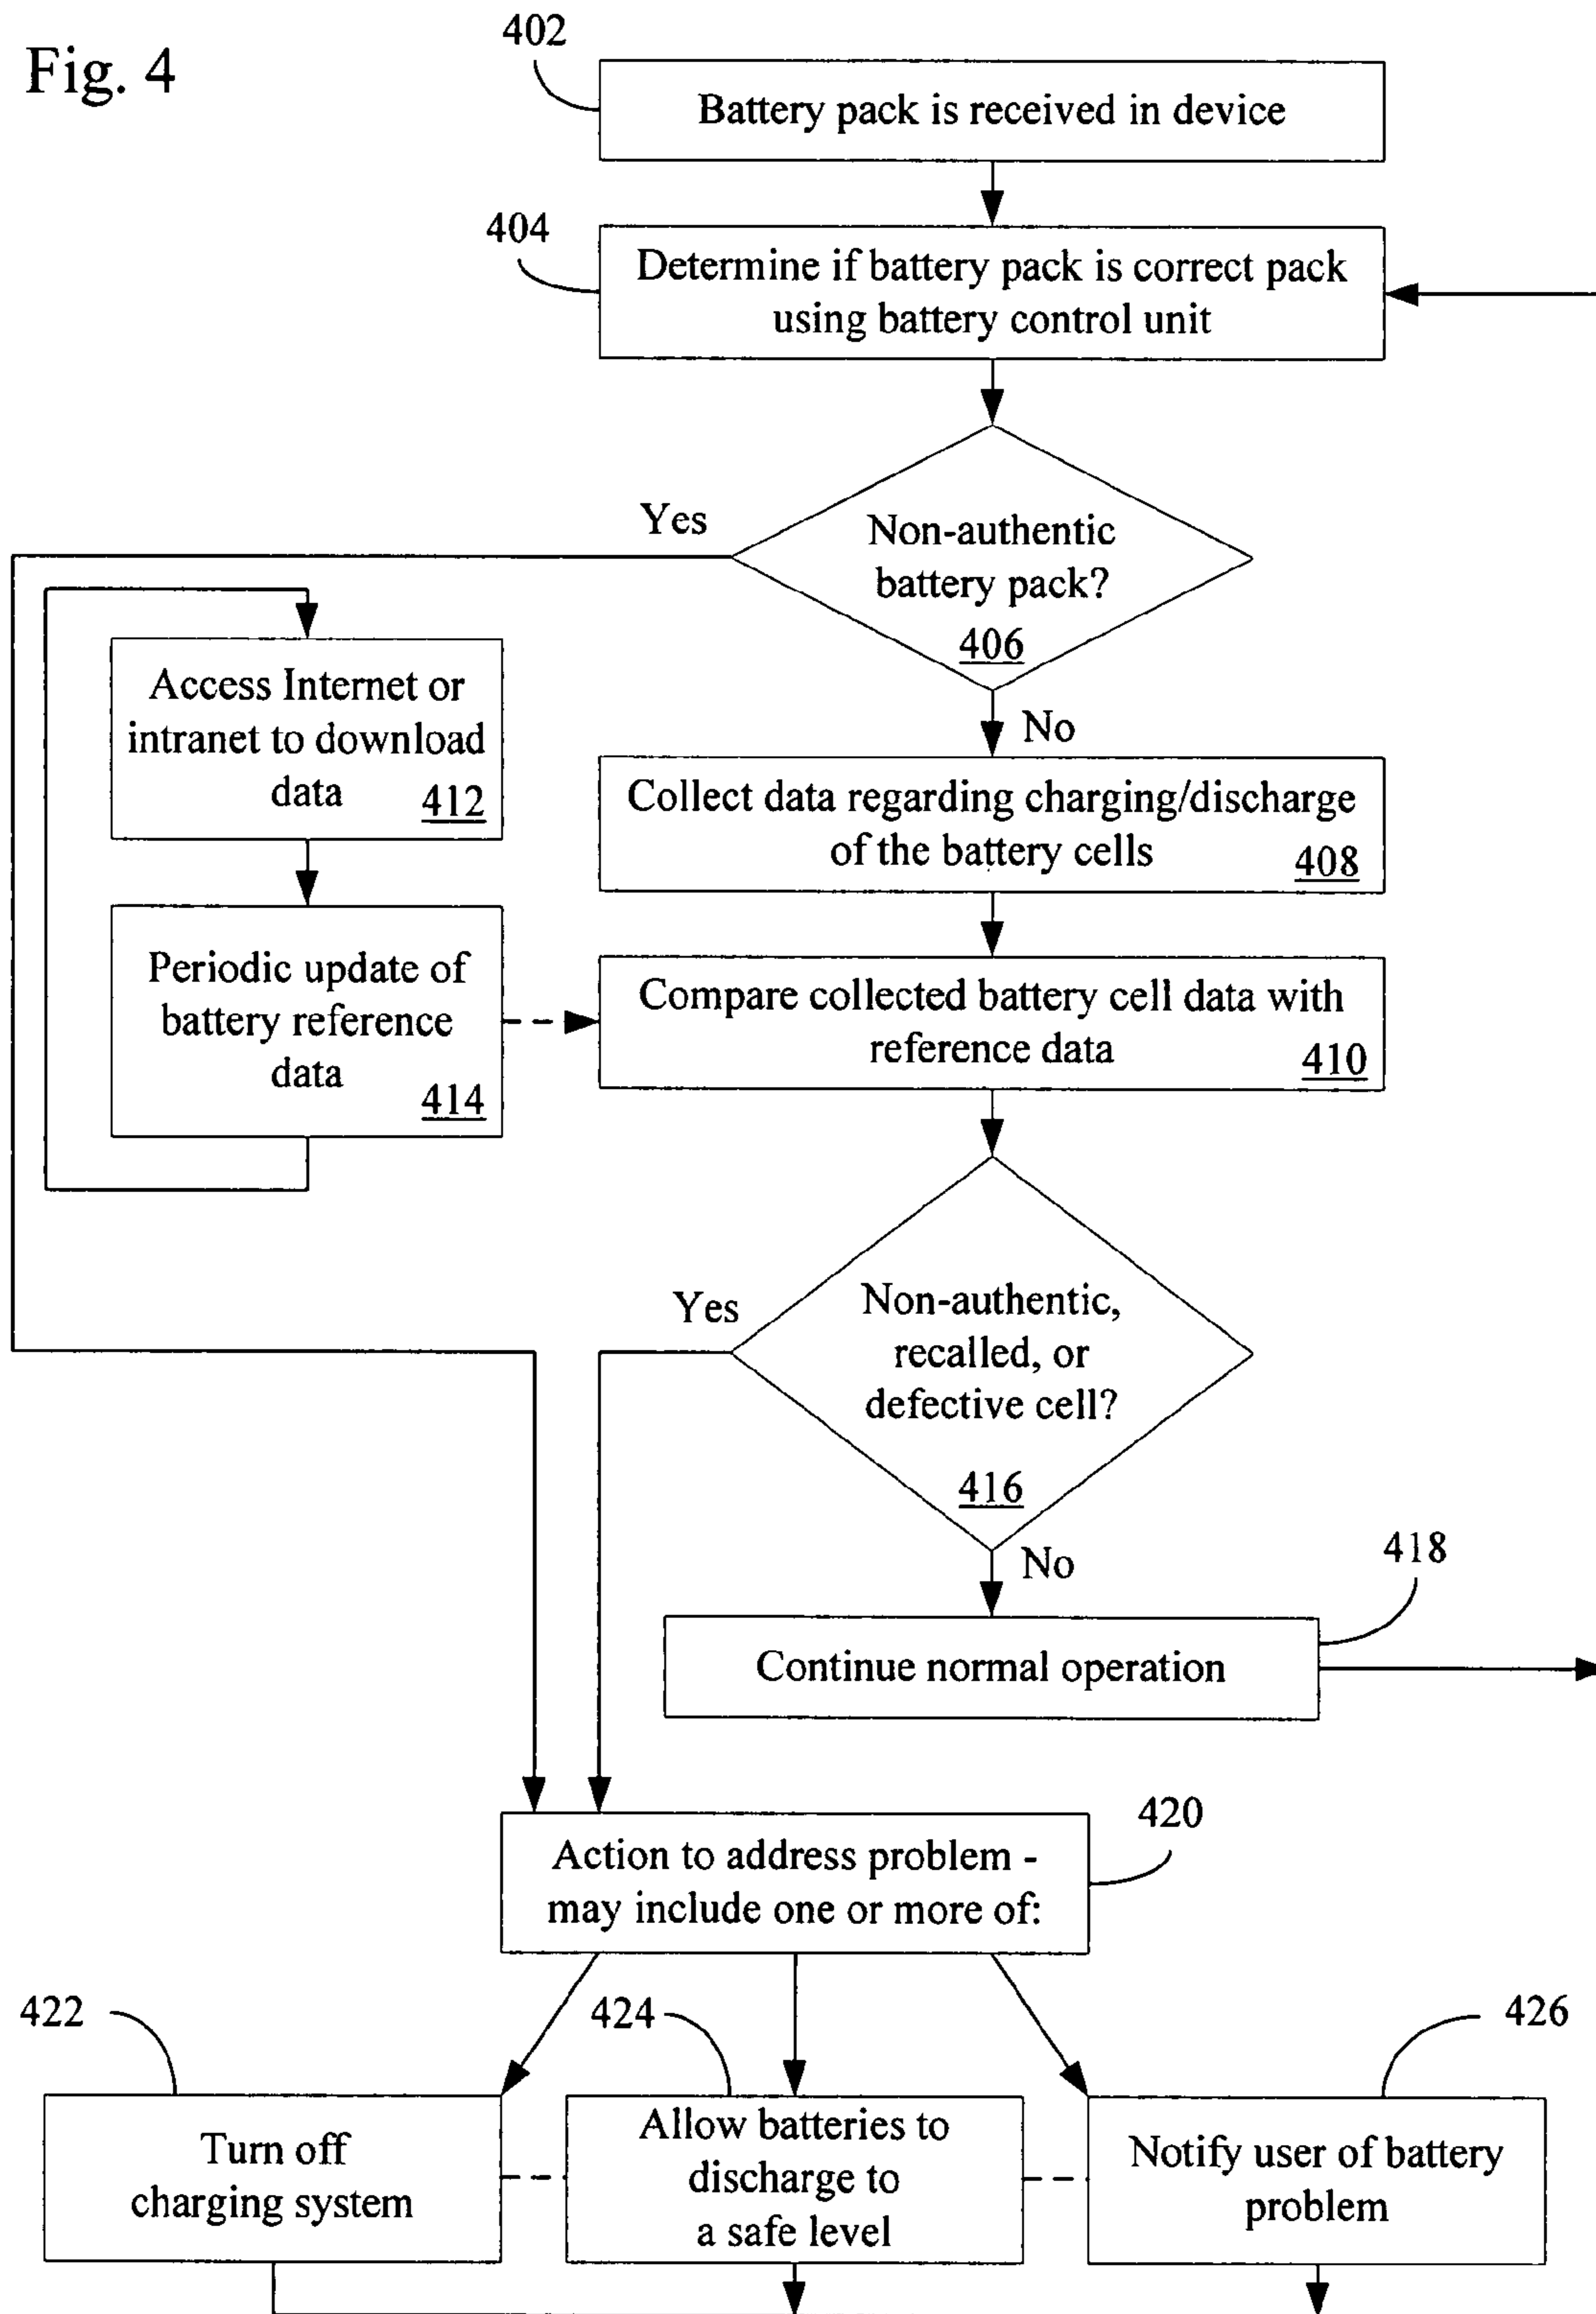 Fig. 4
402
Battery pack is received in device
404
Determine if battery pack is correct pack
using battery control unit
Yes
Non-authentic
battery pack?
406
No
Access Internet or
intranet to download
data
412
Collect data regarding charging/discharge
of the battery cells
408
Periodic update of
battery reference
data
414
Compare collected battery cell data with
reference data
410
Yes
Non-authentic,
recalled, or
defective cell?
416
No
418
Continue normal operation
420
Action to address problem -
may include one or more of:
422
424
426
Turn off
charging system
Allow batteries to
discharge to
a safe level
Notify user of battery
problem